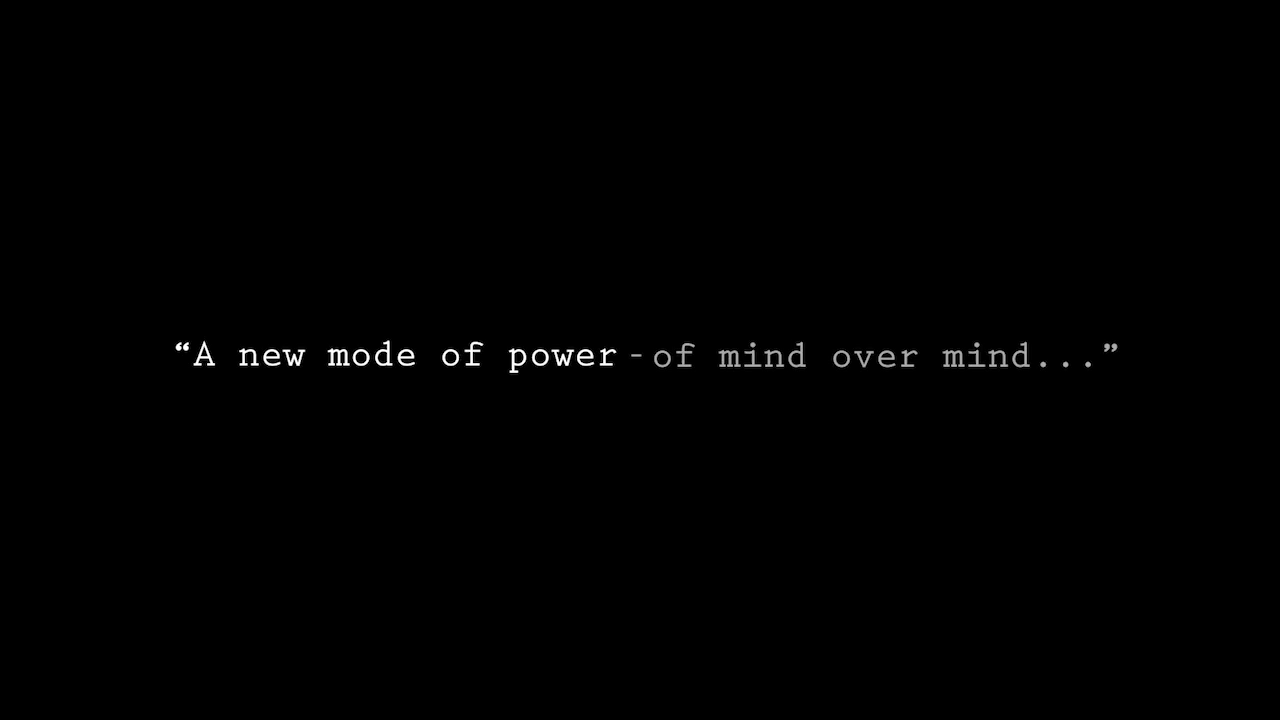 “A new mode of power - of mind over mind...”